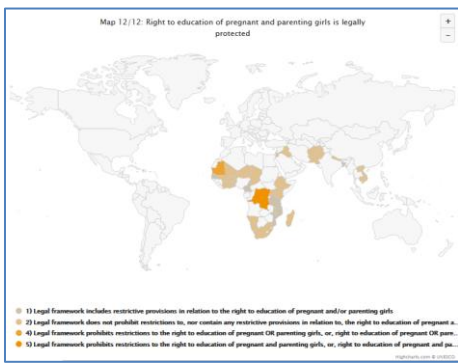 Map 12/12: Right to education of pregnant and parenting girls is legally
protected
+
−
1) Legal framework includes restrictive provisions in relation to the right to education of pregnant and/or parenting girls
2) Legal framework does not prohibit restrictions to, nor contain any restrictive provisions in relation to, the right to education of pregnant a...
4) Legal framework prohibits restrictions to the right to education of pregnant OR parenting girls, or, right to education of pregnant OR pare...
5) Legal framework prohibits restrictions to the right to education of pregnant and parenting girls, or, right to education of pregnant and pa...
Highcharts.com © UNESCO